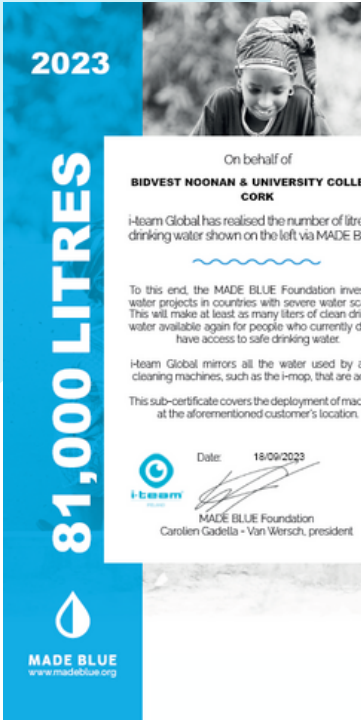 2023
81,000 LITRES
MADE BLUE
www.madeblue.org
On behalf of
BIDVEST NOONAN & UNIVERSITY COLLE
CORK
i-team Global has realised the number of litre
drinking water shown on the left via MADE B
To this end, the MADE BLUE Foundation inves
water projects in countries with severe water sc
This will make at least as many liters of clean dri
water available again for people who currently d
have access to safe drinking water.
i-team Global mirrors all the water used by a
cleaning machines, such as the i-mop, that are a
This sub-certificate covers the deployment of mac
at the aforementioned customer's location.
i-team
Date: 18/09/2023
MADE BLUE Foundation
Carolien Gadella - Van Wersch, president